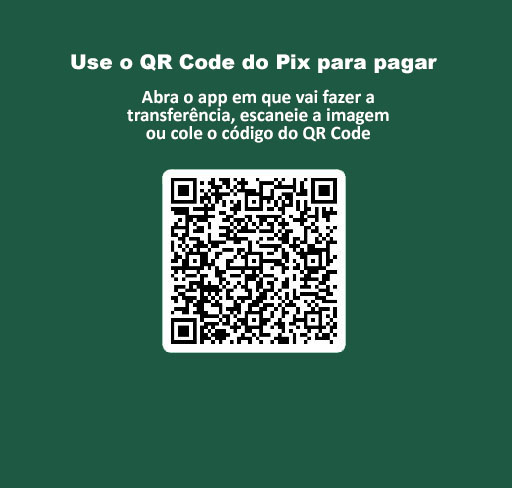 Use o QR Code do Pix para pagar
Abra o app em que vai fazer a
transferência, escaneie a imagem
ou cole o código do QR Code